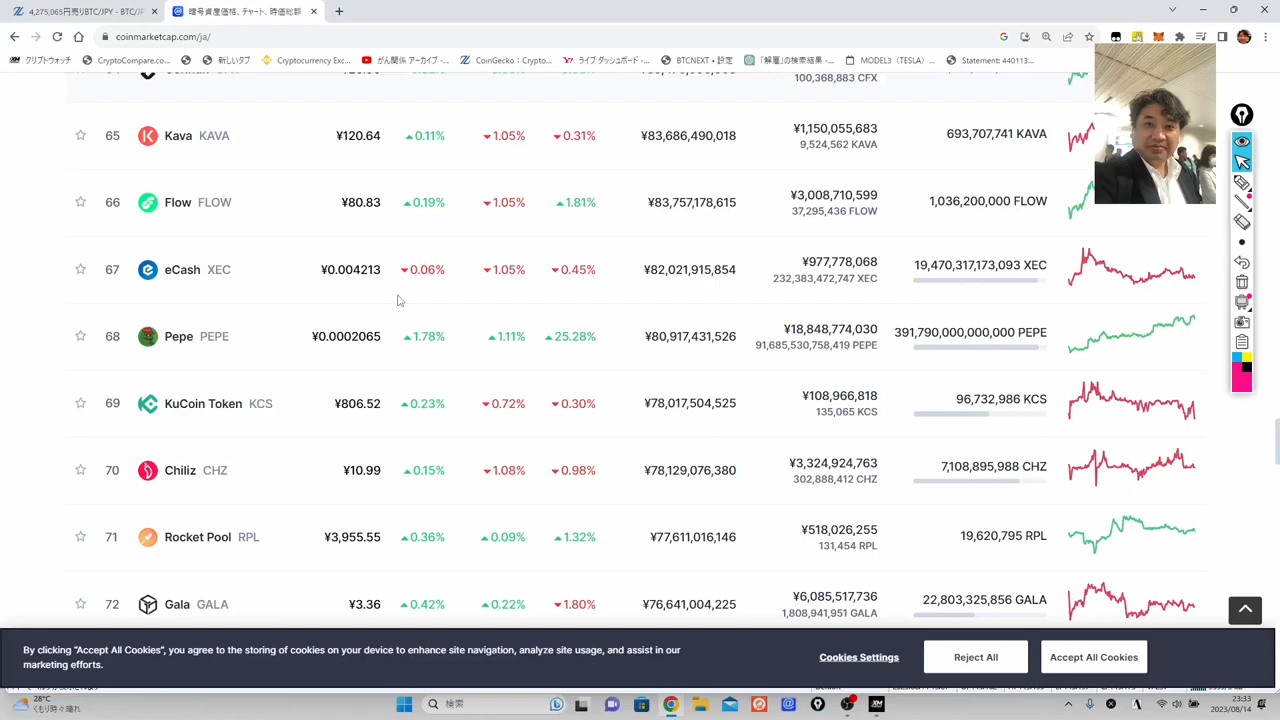 4,275,065円売りBTC/JPY - BTC/J
暗号資産価格、チャート、時価総額
coinmarketcap.com/ja/
クリプトウォッチ
CryptoCompare.co...
新しいタブ
Cryptocurrency Exc...
がん関係 アーカイブ -...
CoinGecko : Crypto...
ライブ ダッシュボード -...
BTCNEXT • 設定
MODEL3（TESLA）...
Statement: 440113...
100,368,883 CFX
65 Kava KAVA ¥120.64 0.11% 1.05% 0.31% ¥83,686,490,018 ¥1,150,055,683 693,707,741 KAVA
9,524,562 KAVA
66 Flow FLOW ¥80.83 0.19% 1.05% 1.81% ¥83,757,178,615 ¥3,008,710,599 1,036,200,000 FLOW
37,295,436 FLOW
67 eCash XEC ¥0.004213 0.06% 1.05% 0.45% ¥82,021,915,854 ¥977,778,068 19,470,317,173,093 XEC
232,383,472,747 XEC
68 Pepe PEPE ¥0.0002065 1.78% 1.11% 25.28% ¥80,917,431,526 ¥18,848,774,030 391,790,000,000,000 PEPE
91,685,530,758,419 PEPE
69 KuCoin Token KCS ¥806.52 0.23% 0.72% 0.30% ¥78,017,504,525 ¥108,966,818 96,732,986 KCS
135,065 KCS
70 Chiliz CHZ ¥10.99 0.15% 1.08% 0.98% ¥78,129,076,380 ¥3,324,924,763 7,108,895,988 CHZ
302,888,412 CHZ
71 Rocket Pool RPL ¥3,955.55 0.36% 0.09% 1.32% ¥77,611,016,146 ¥518,026,255 19,620,795 RPL
131,454 RPL
72 Gala GALA ¥3.36 0.42% 0.22% 1.80% ¥76,641,004,225 ¥6,085,517,736 22,803,325,856 GALA
1,808,941,951 GALA
By clicking “Accept All Cookies”, you agree to the storing of cookies on your device to enhance site navigation, analyze site usage, and assist in our
marketing efforts.
Cookies Settings
Reject All
Accept All Cookies
28°C
くもり時々晴れ
検索
23:33
2023/08/14